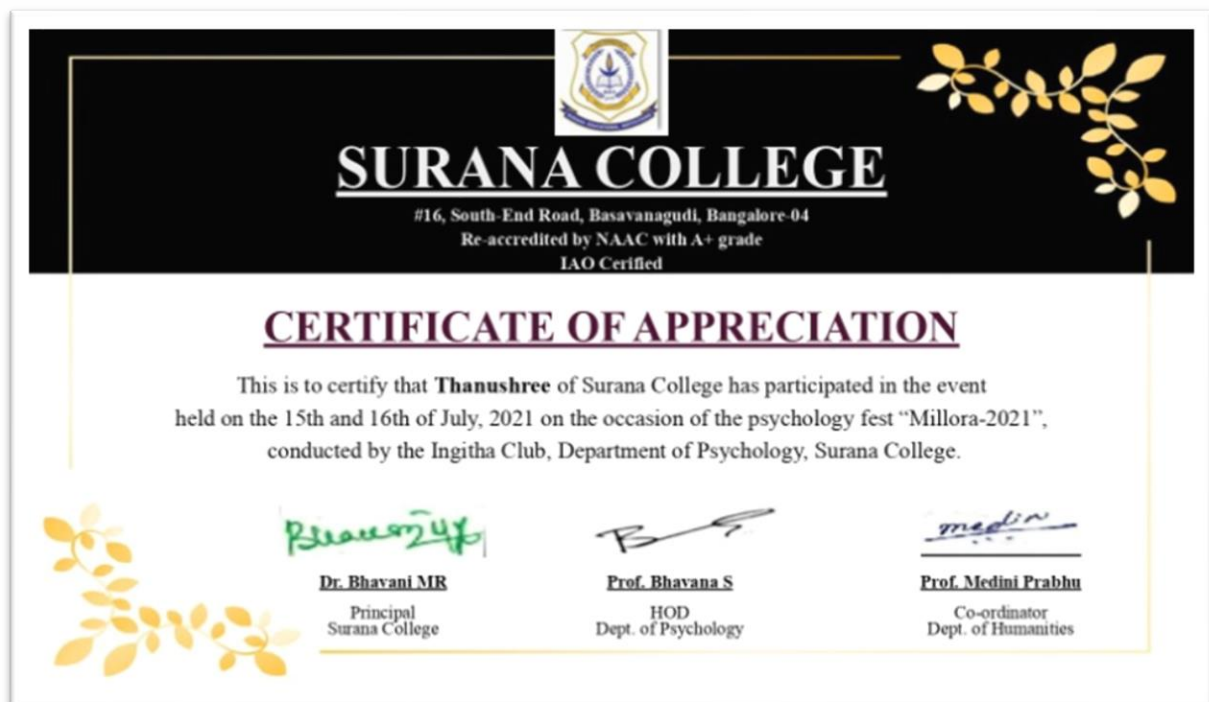 SURANA COLLEGE
#16, South-End Road, Basavanagudi, Bangalore-04
Re-accredited by NAAC with A+ grade
IAO Cerified
CERTIFICATE OF APPRECIATION
This is to certify that Thanushree of Surana College has participated in the event
held on the 15th and 16th of July, 2021 on the occasion of the psychology fest “Millora-2021”,
conducted by the Ingitha Club, Department of Psychology, Surana College.
medin
Dr. Bhavani MR Prof. Bhavana S Prof. Medini Prabhu
Principal HOD Co-ordinator
Surana College Dept. of Psychology Dept. of Humanities